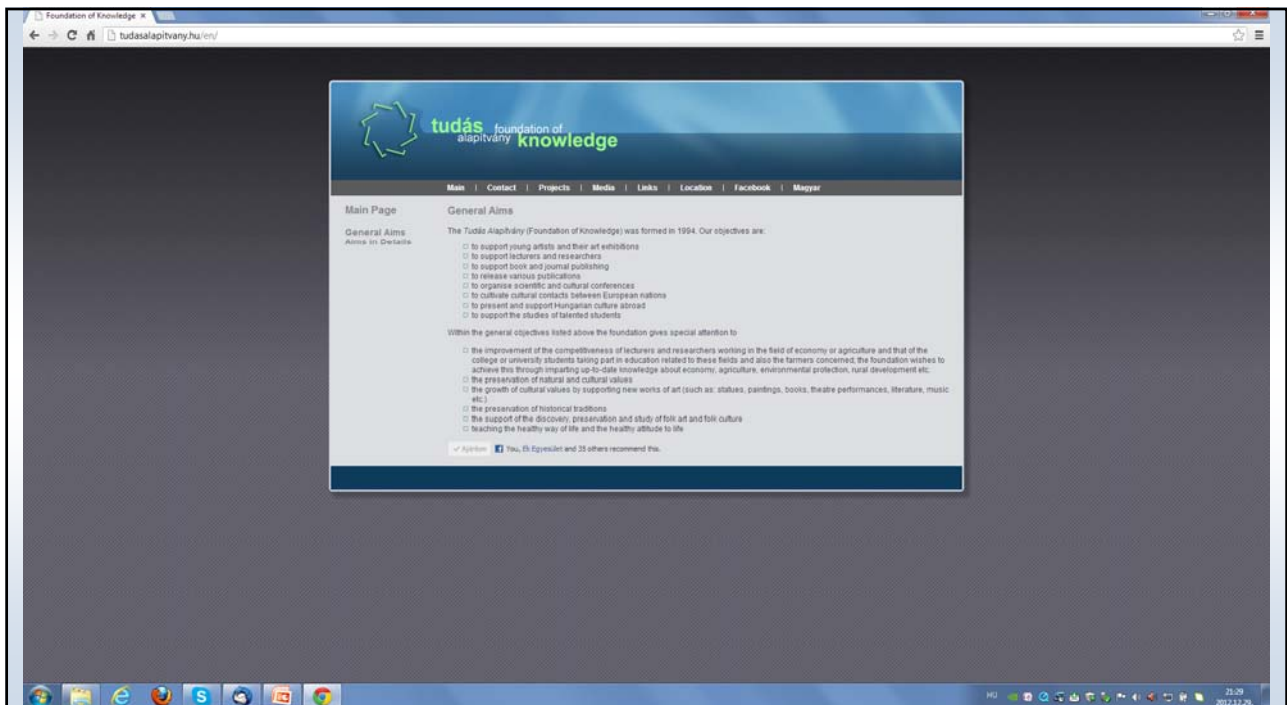 Foundation of Knowledge
tudasalapitvany.hu/en/
tudás foundation of
alapítvány knowledge
Main | Contact | Projects | Media | Links | Location | Facebook | Magyar
Main Page
General Aims
Aims in Details
General Aims
The Tudás Alapítvány (Foundation of Knowledge) was formed in 1994. Our objectives are:
to support young artists and their art exhibitions
to support lecturers and researchers
to support book and journal publishing
to release various publications
to organise scientific and cultural conferences
to cultivate cultural contacts between European nations
to present and support Hungarian culture abroad
to support the studies of talented students
Within the general objectives listed above the foundation gives special attention to
the improvement of the competitiveness of lecturers and researchers working in the field of economy or agriculture and that of the
college or university students taking part in education related to these fields and also the farmers concerned; the foundation wishes to
achieve this through imparting up-to-date knowledge about economy, agriculture, environmental protection, rural development etc.
the preservation of natural and cultural values
the growth of cultural values by supporting new works of art (such as: statues, paintings, books, theatre performances, literature, music
etc.)
the preservation of historical traditions
the support of the discovery, preservation and study of folk art and folk culture
teaching the healthy way of life and the healthy attitude to life
Ajánlom You, Egyesület and 35 others recommend this.
HU
21:29
2012.12.29.